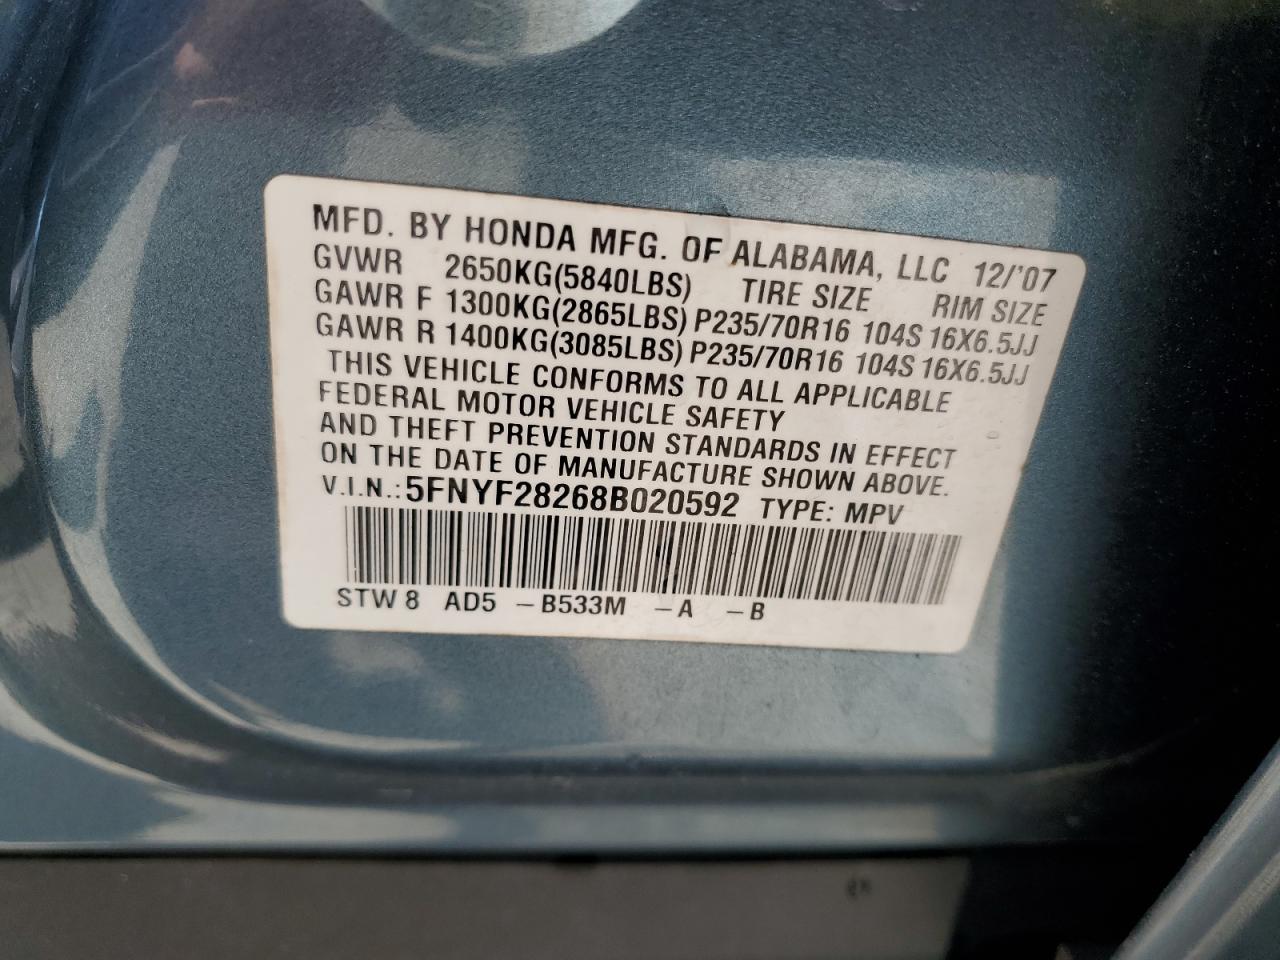 MFD. BY HONDA MFG. OF ALABAMA, LLC 12/'07
GVWR 2650KG(5840LBS) TIRE SIZE RIM SIZE
GAWR F 1300KG(2865LBS) P235/70R16 104S 16X6.5JJ
GAWR R 1400KG(3085LBS) P235/70R16 104S 16X6.5JJ
THIS VEHICLE CONFORMS TO ALL APPLICABLE
FEDERAL MOTOR VEHICLE SAFETY
AND THEFT PREVENTION STANDARDS IN EFFECT
ON THE DATE OF MANUFACTURE SHOWN ABOVE.
V.I.N.: 5FNYF28268B020592 TYPE: MPV
STW 8 AD5 – B533M – A – B